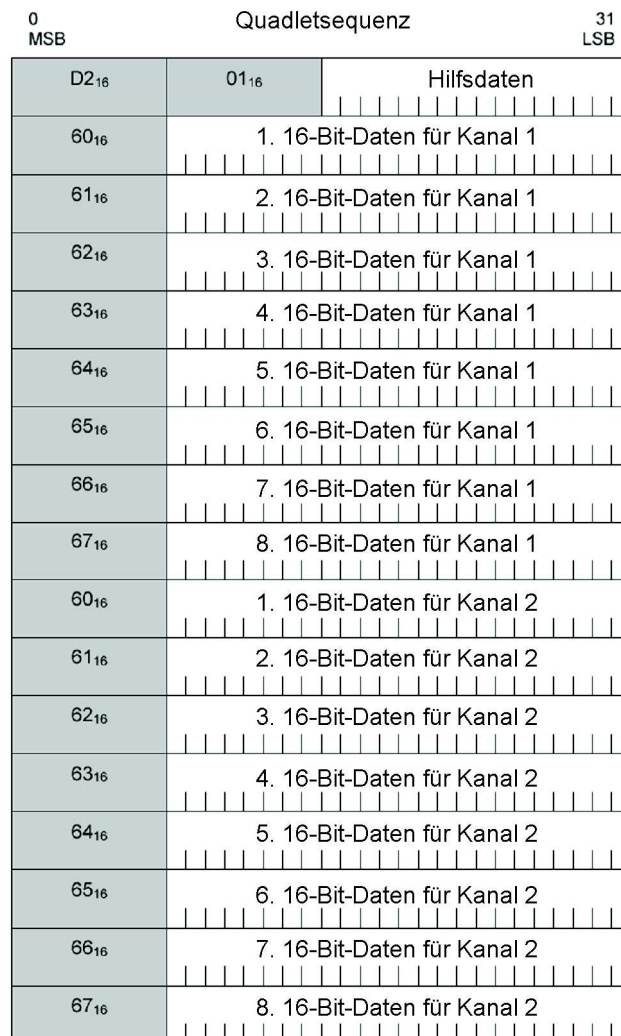 0 Quadletsequenz 31
MSB LSB
D2₁₆ 01₁₆ Hilfsdaten
60₁₆ 1. 16-Bit-Daten für Kanal 1
61₁₆ 2. 16-Bit-Daten für Kanal 1
62₁₆ 3. 16-Bit-Daten für Kanal 1
63₁₆ 4. 16-Bit-Daten für Kanal 1
64₁₆ 5. 16-Bit-Daten für Kanal 1
65₁₆ 6. 16-Bit-Daten für Kanal 1
66₁₆ 7. 16-Bit-Daten für Kanal 1
67₁₆ 8. 16-Bit-Daten für Kanal 1
60₁₆ 1. 16-Bit-Daten für Kanal 2
61₁₆ 2. 16-Bit-Daten für Kanal 2
62₁₆ 3. 16-Bit-Daten für Kanal 2
63₁₆ 4. 16-Bit-Daten für Kanal 2
64₁₆ 5. 16-Bit-Daten für Kanal 2
65₁₆ 6. 16-Bit-Daten für Kanal 2
66₁₆ 7. 16-Bit-Daten für Kanal 2
67₁₆ 8. 16-Bit-Daten für Kanal 2